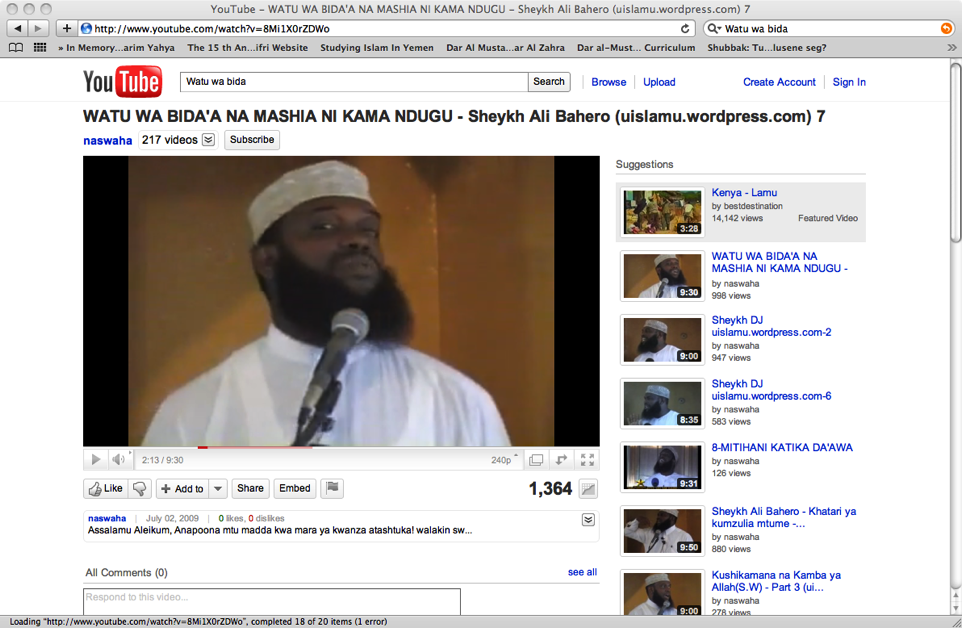 YouTube – WATU WA BIDA'A NA MASHIA NI KAMA NDUGU - Sheykh Ali Bahero (uislamu.wordpress.com) 7
http://www.youtube.com/watch?v=8Mi1X0rZDWo
Watu wa bida
» In Memory...arim Yahya The 15 th An...ifri Website Studying Islam In Yemen Dar Al Musta...ar Al Zahra Dar al-Must... Curriculum Shubbak: Tu...lusene seg?
YouTube
Watu wa bida
Search
Browse
Upload
Create Account
Sign In
WATU WA BIDA'A NA MASHIA NI KAMA NDUGU - Sheykh Ali Bahero (uislamu.wordpress.com) 7
naswaha 217 videos Subscribe
2:13 / 9:30
240p
Like
Add to
Share
Embed
1,364
naswaha | July 02, 2009 | 0 likes, 0 dislikes
Assalamu Aleikum, Anapoona mtu madda kwa mara ya kwanza atashtuka! walakin sw...
All Comments (0)
see all
Respond to this video...
Suggestions
3:28
Kenya - Lamu
by bestdestination
14,142 views Featured Video
9:30
WATU WA BIDA'A NA
MASHIA NI KAMA NDUGU -
by naswaha
998 views
9:00
Sheykh DJ
uislamu.wordpress.com-2
by naswaha
947 views
8:35
Sheykh DJ
uislamu.wordpress.com-6
by naswaha
583 views
9:31
8-MITIHANI KATIKA DA'AWA
by naswaha
126 views
9:50
Sheykh Ali Bahero - Khatari ya
kumzulia mtume -...
by naswaha
880 views
9:00
Kushikamana na Kamba ya
Allah(S.W) - Part 3 (ui...
by naswaha
278 views
Loading "http://www.youtube.com/watch?v=8Mi1X0rZDWo", completed 18 of 20 items (1 error)